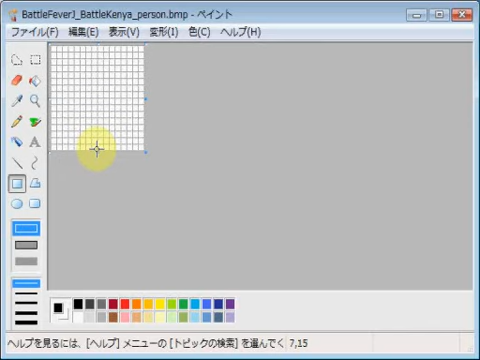 BattleFeverJ_BattleKenya_person.bmp - ペイント
ファイル(F) 編集(E) 表示(V) 変形(I) 色(C) ヘルプ(H)
A
ヘルプを見るには、[ヘルプ] メニューの [トピックの検索] を選んでく 7,15